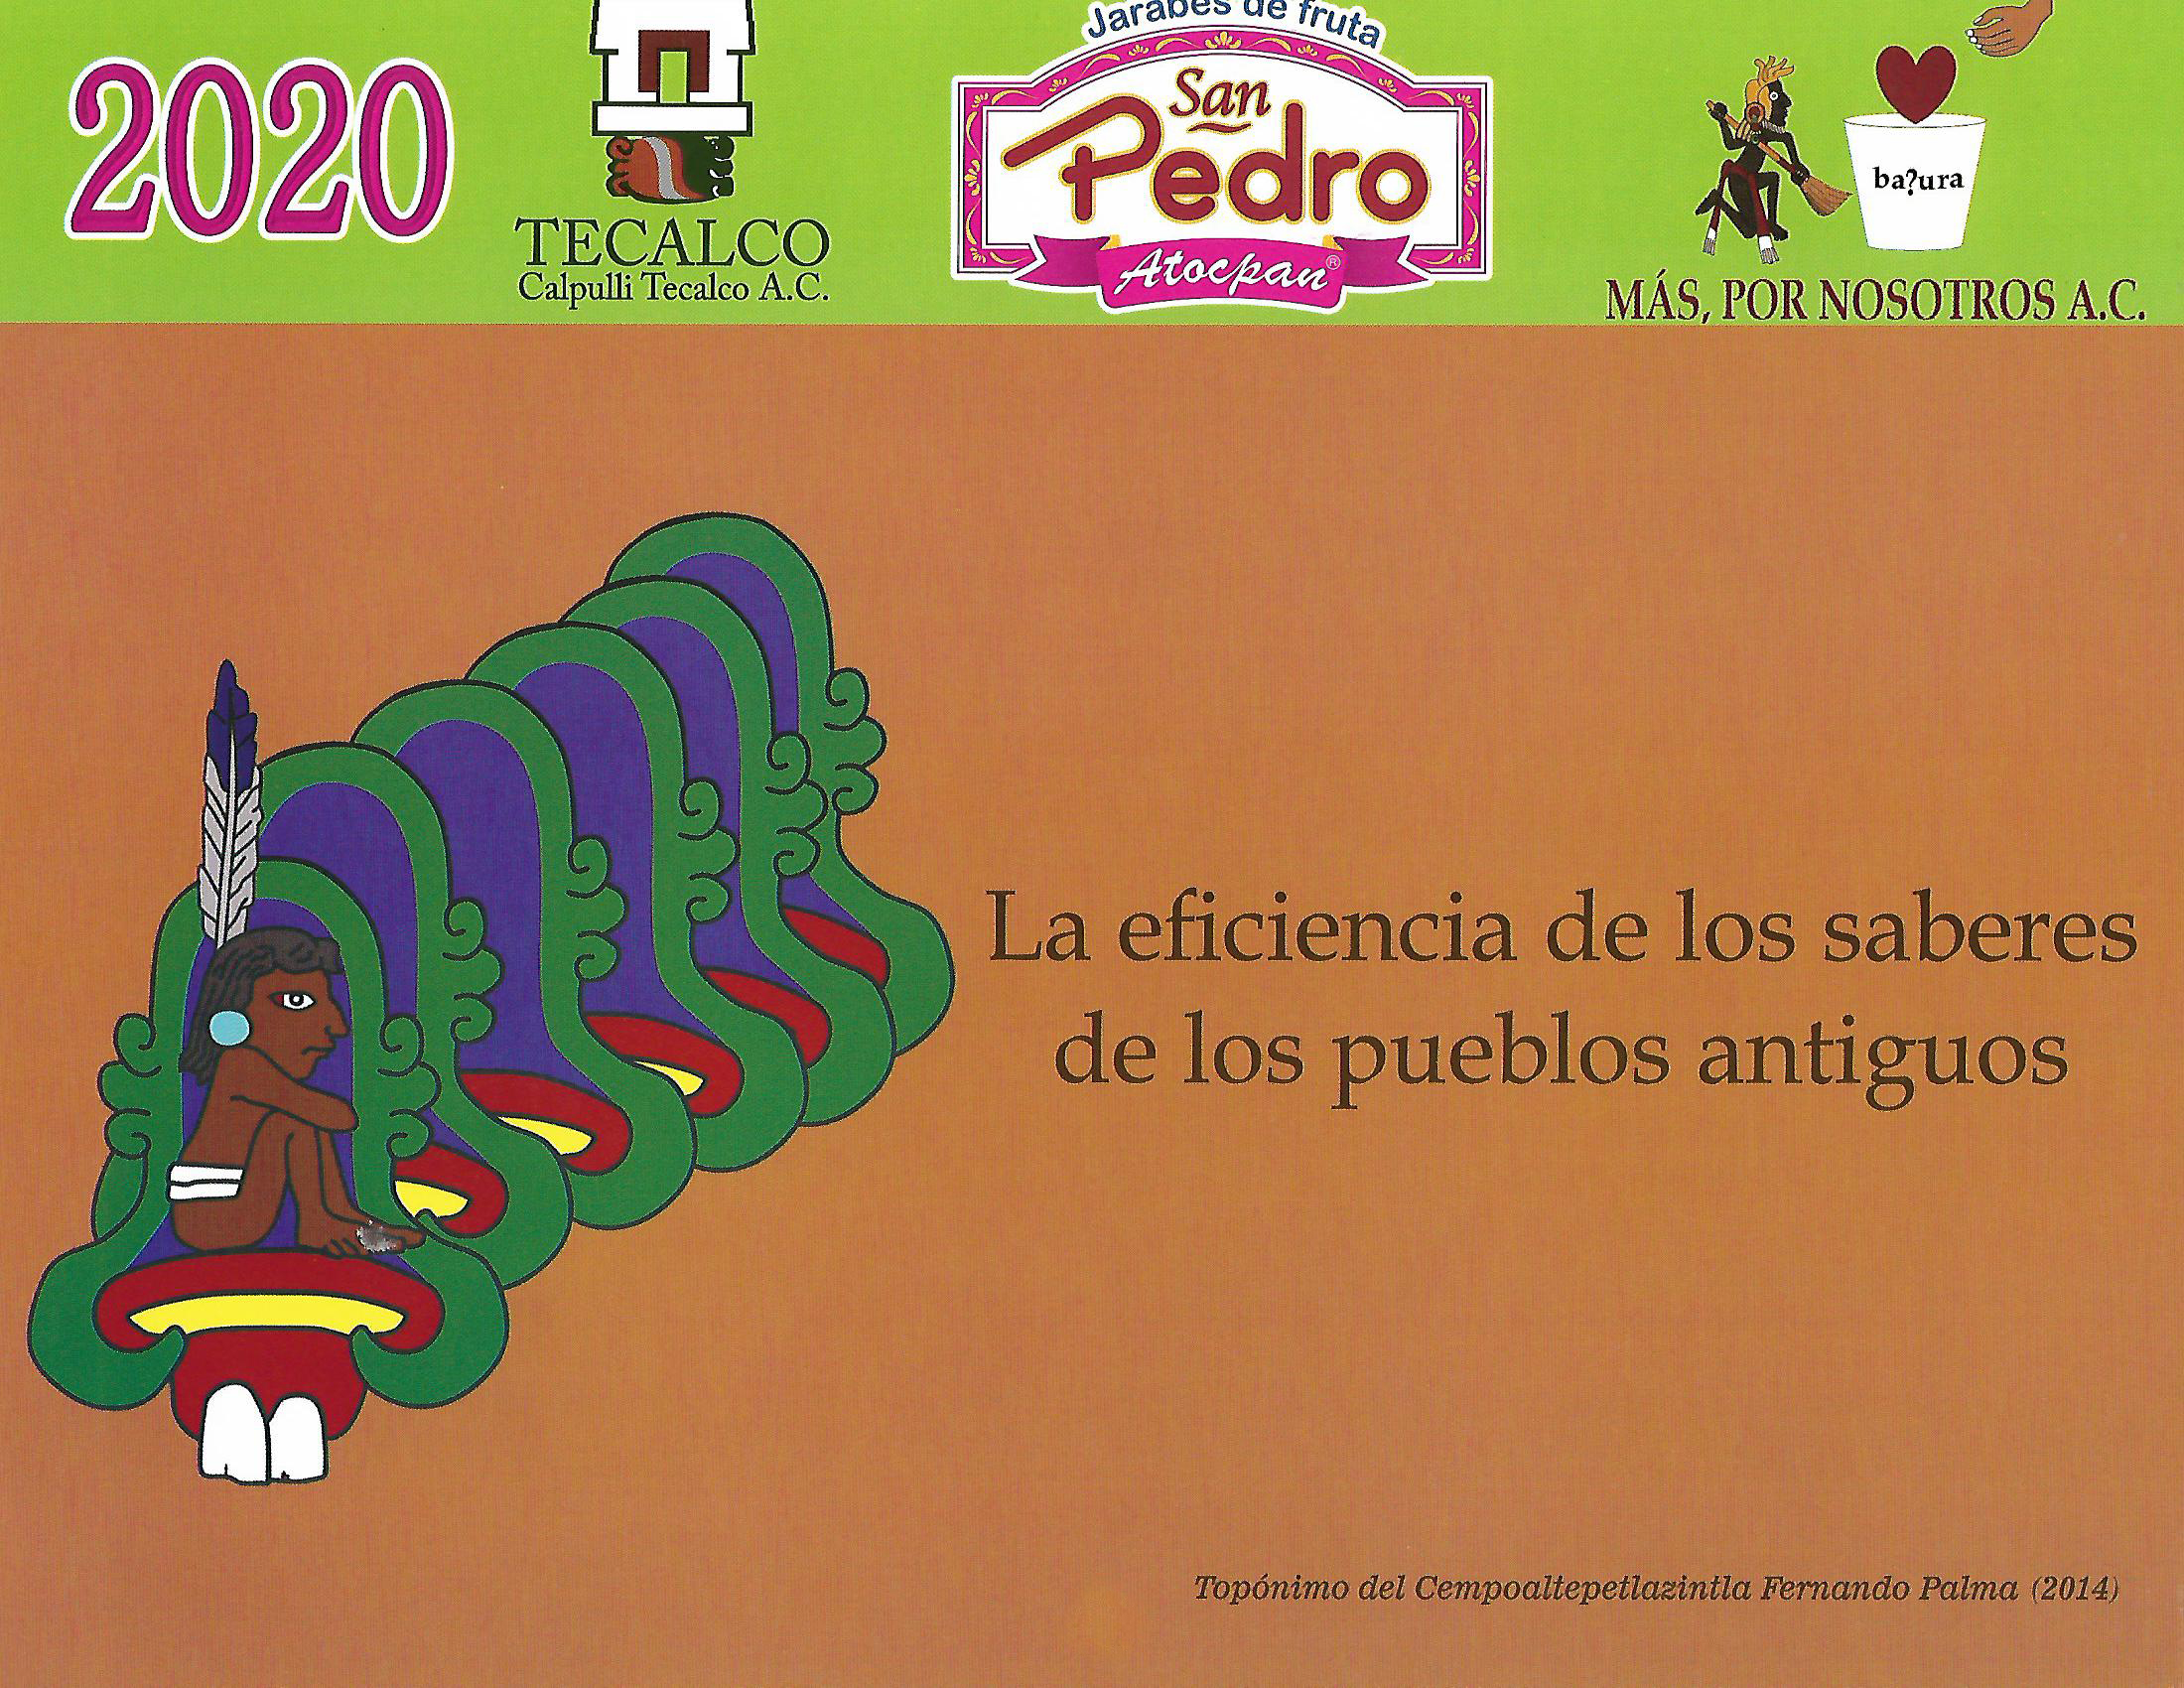 2020
TECALCO
Calpulli Tecalco A.C.
Jarabes de fruta
San
Pedro
Atocpan®
ba?ura
MÁS, POR NOSOTROS A.C.
La eficiencia de los saberes
de los pueblos antiguos
Topónimo del Cempoaltepetlazintla Fernando Palma (2014)